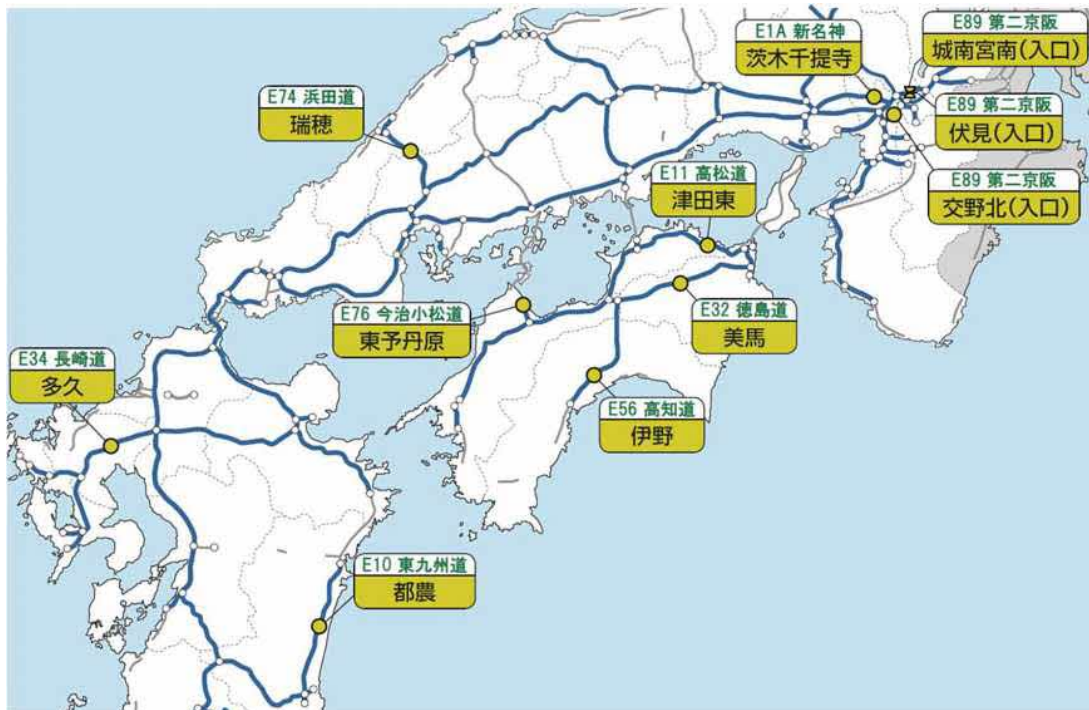 E89 第二京阪
城南宮南(入口)
E1A 新名神
茨木千提寺
E89 第二京阪
伏見(入口)
E74 浜田道
瑞穂
E11 高松道
津田東
E89 第二京阪
交野北(入口)
E76 今治小松道
東予丹原
E32 徳島道
美馬
E34 長崎道
多久
E56 高知道
伊野
E10 東九州道
都農